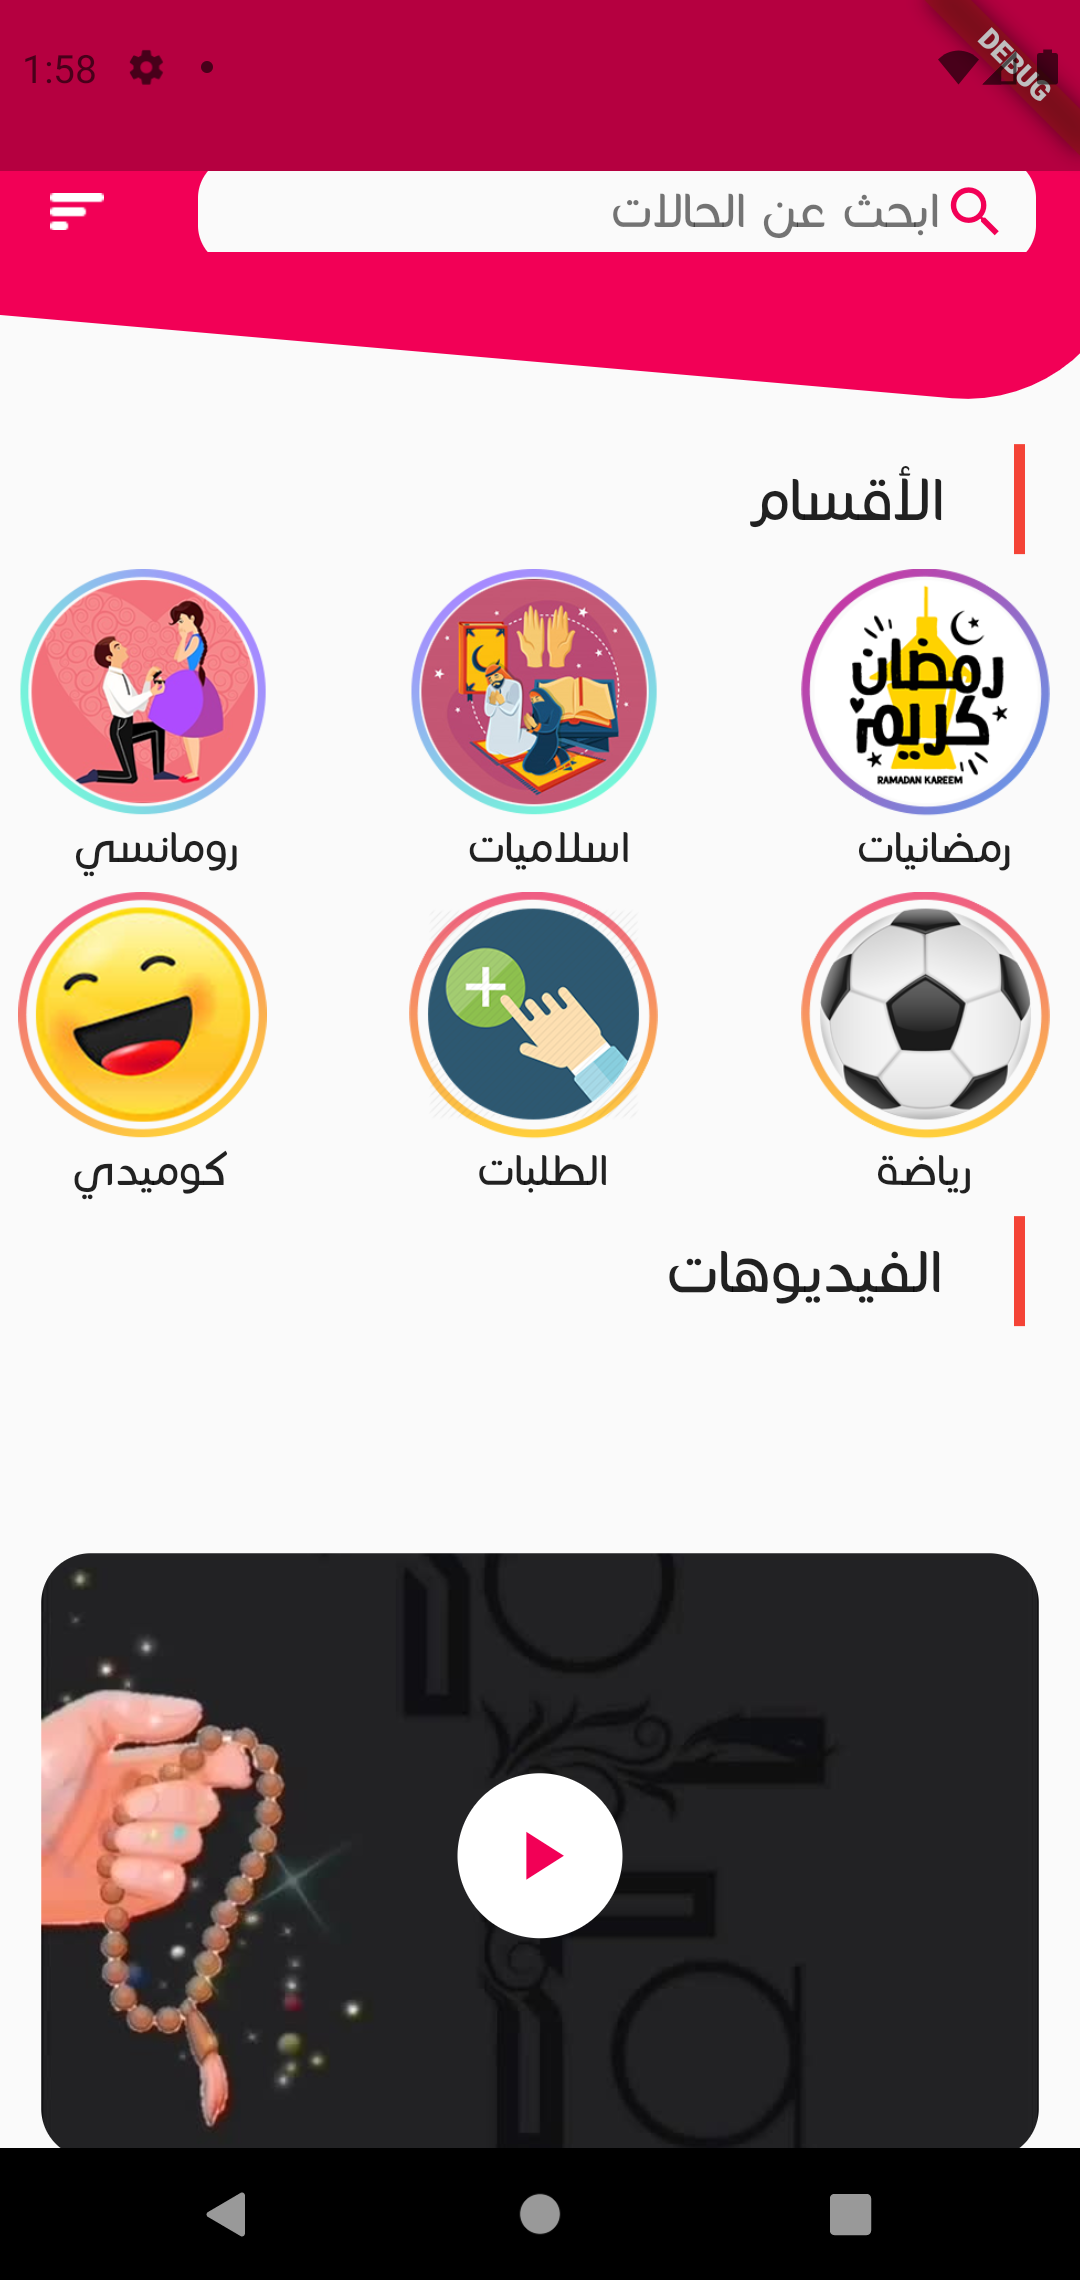 1:58
DEBUG
ابحث عن الحالات
الأقسام
رمضان
كريم
RAMADAN KAREEM
رمضانيات
اسلاميات
رومانسي
رياضة
الطلبات
كوميدي
الفيديوهات